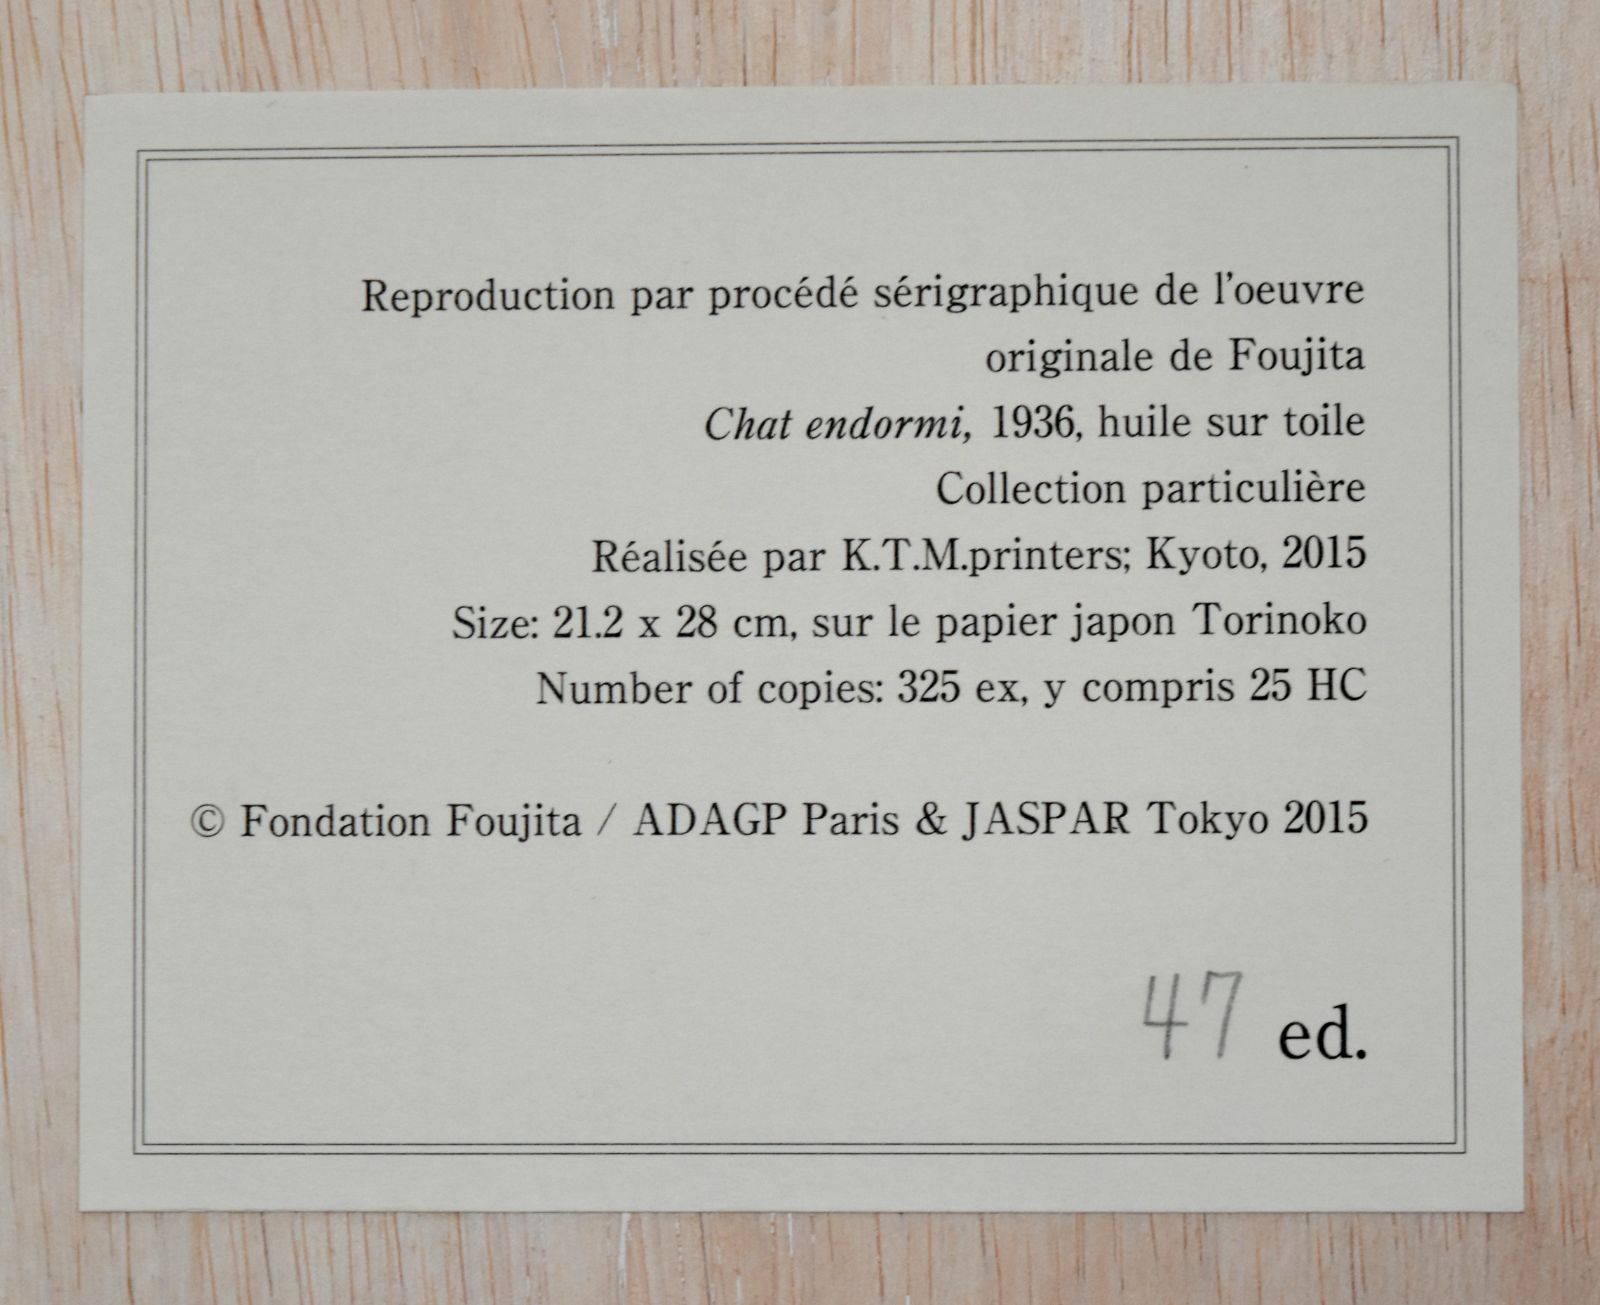 Reproduction par procédé sérigraphique de l'oeuvre
originale de Foujita
Chat endormi, 1936, huile sur toile
Collection particulière
Réalisée par K.T.M.printers; Kyoto, 2015
Size: 21.2 x 28 cm, sur le papier japon Torinoko
Number of copies: 325 ex, y compris 25 HC
© Fondation Foujita / ADAGP Paris & JASPAR Tokyo 2015
47 ed.